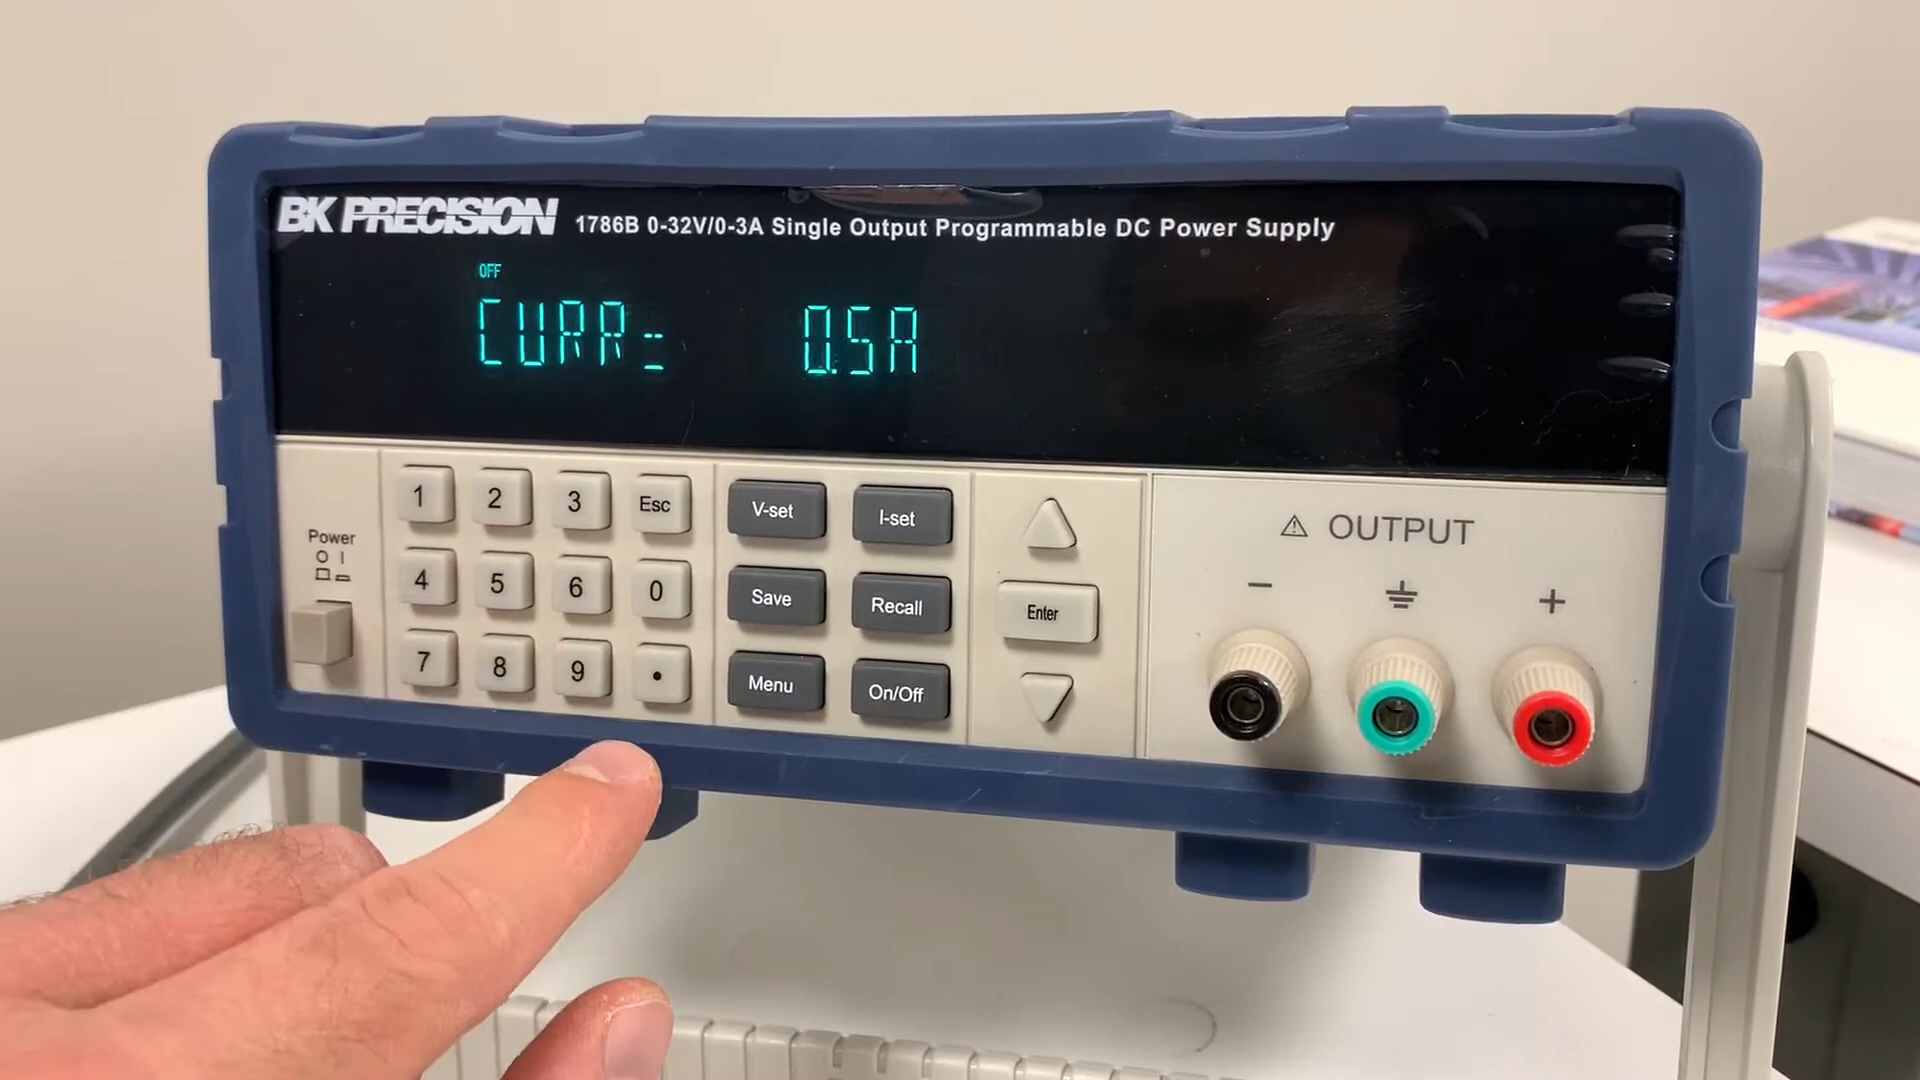 BK PRECISION 1786B 0-32V/0-3A Single Output Programmable DC Power Supply
OFF
CURR= 0.5A
Power
O I
1 2 3 Esc
4 5 6 0
7 8 9 .
V-set I-set
Save Recall
Menu On/Off
Enter
⚠ OUTPUT
− ⏚ +